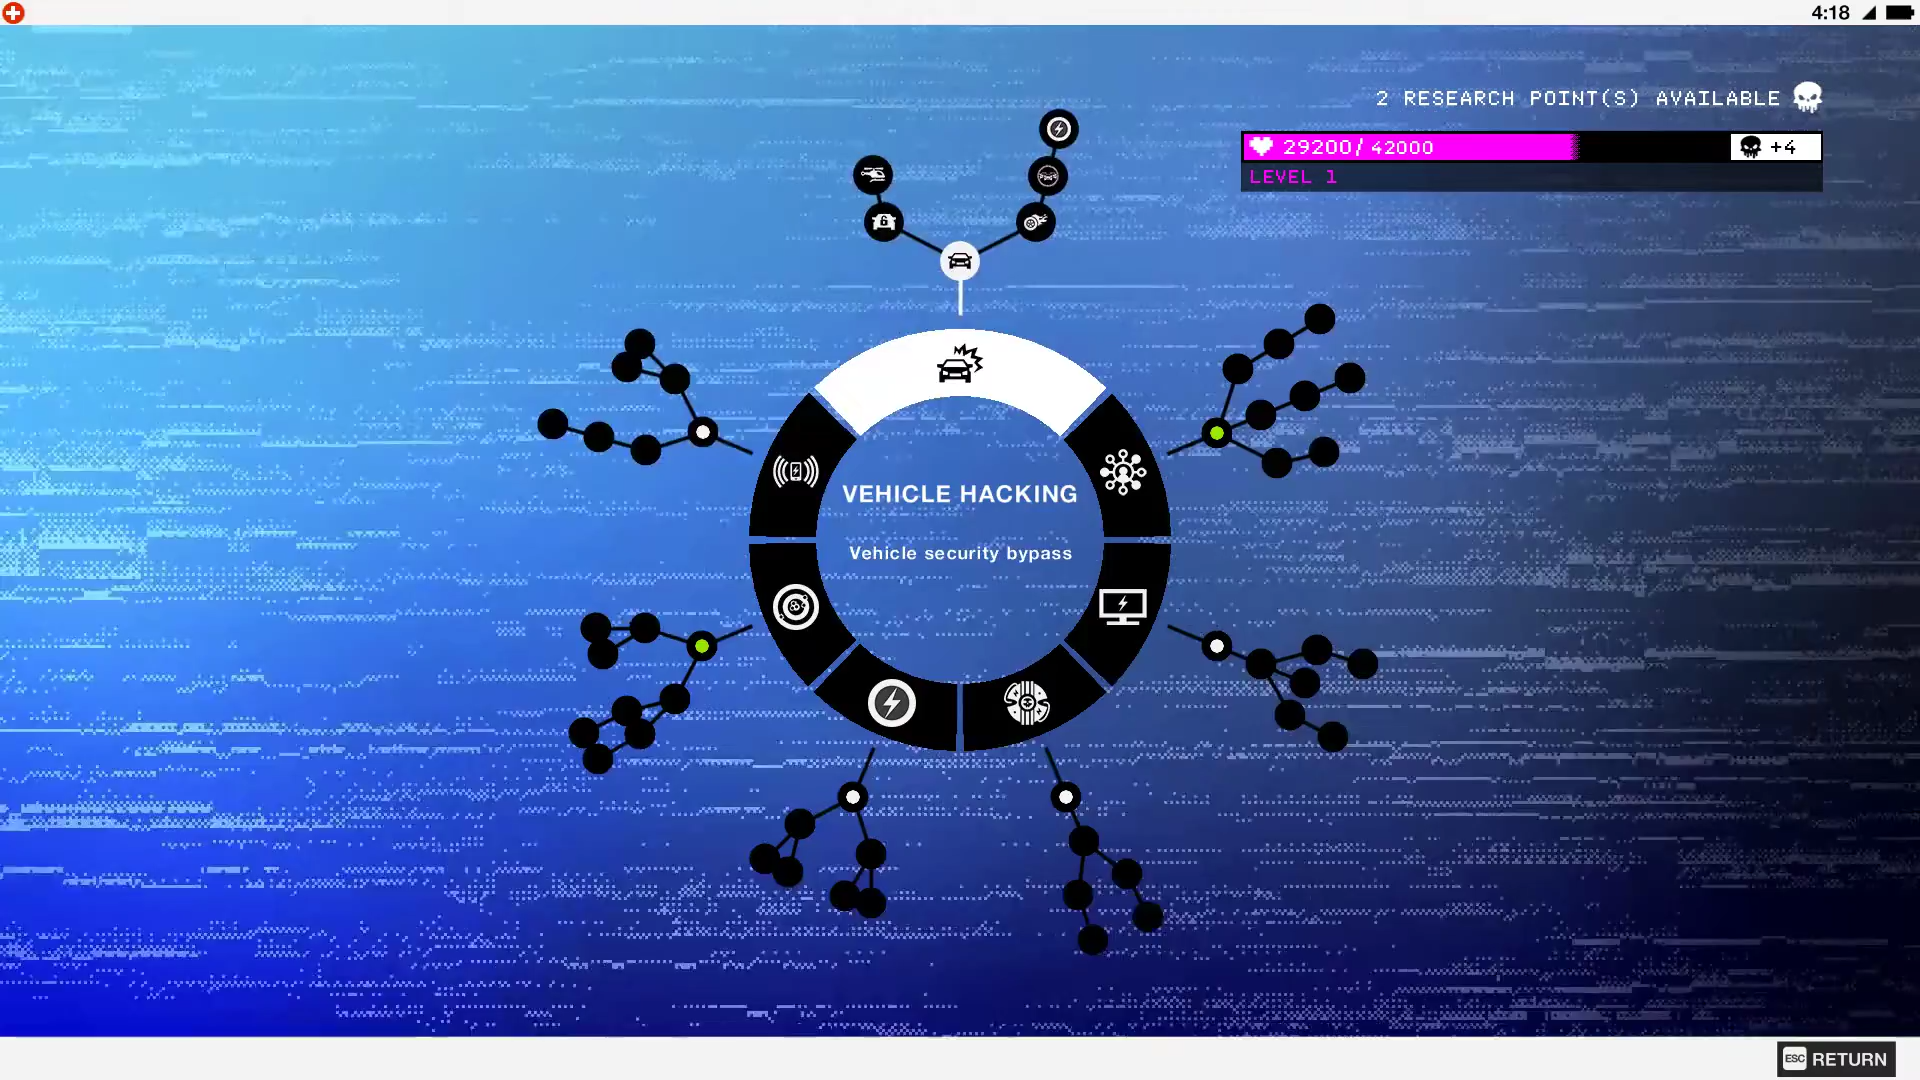 4:18
2 RESEARCH POINT(S) AVAILABLE
29200/ 42000
+4
LEVEL 1
VEHICLE HACKING
Vehicle security bypass
ESC RETURN